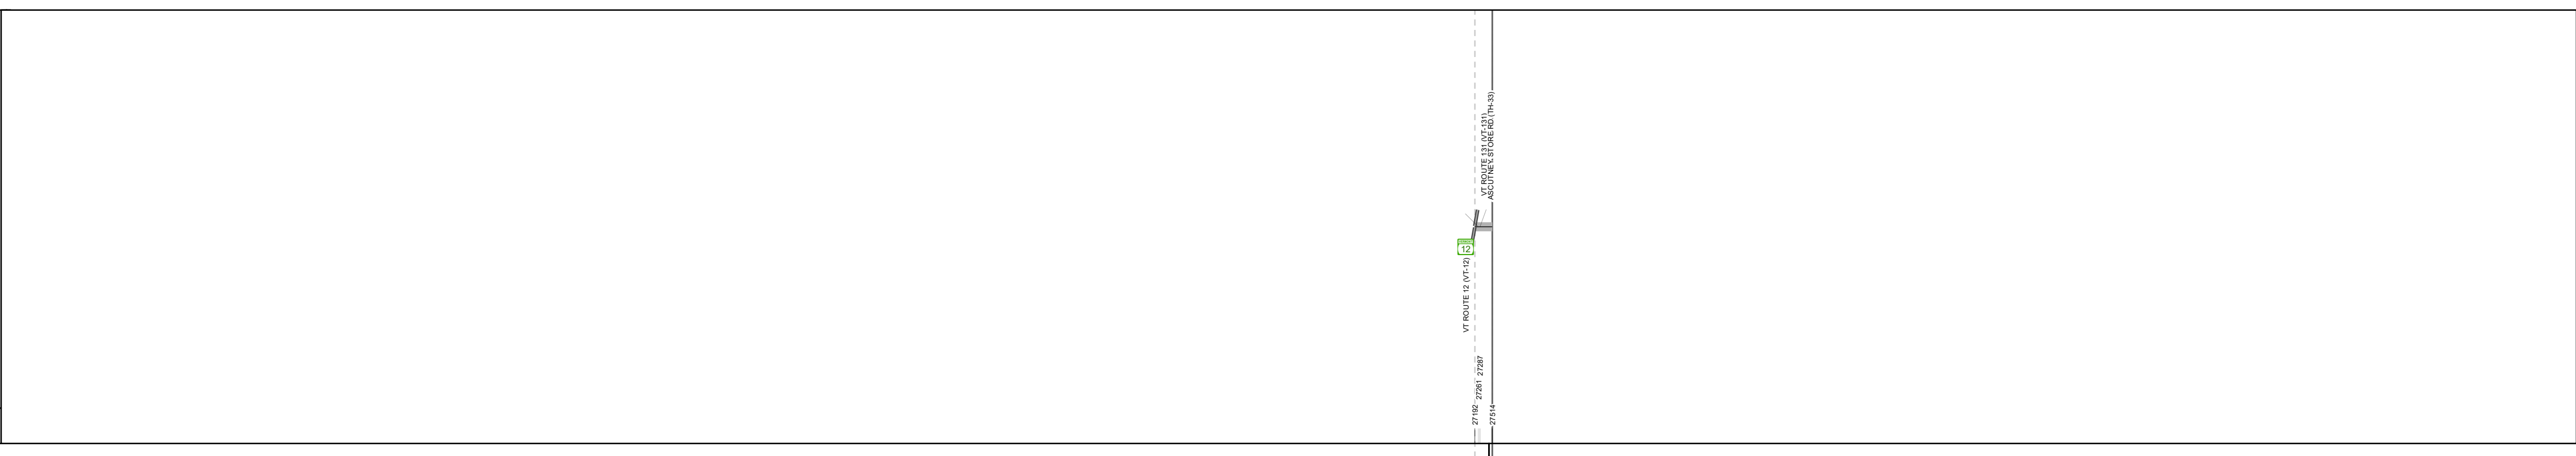 VT ROUTE 131 (VT-131)
ASCUTNEY STORE RD (TH-33)
12
VT ROUTE 12 (VT-12)
27192
27261
27287
27514